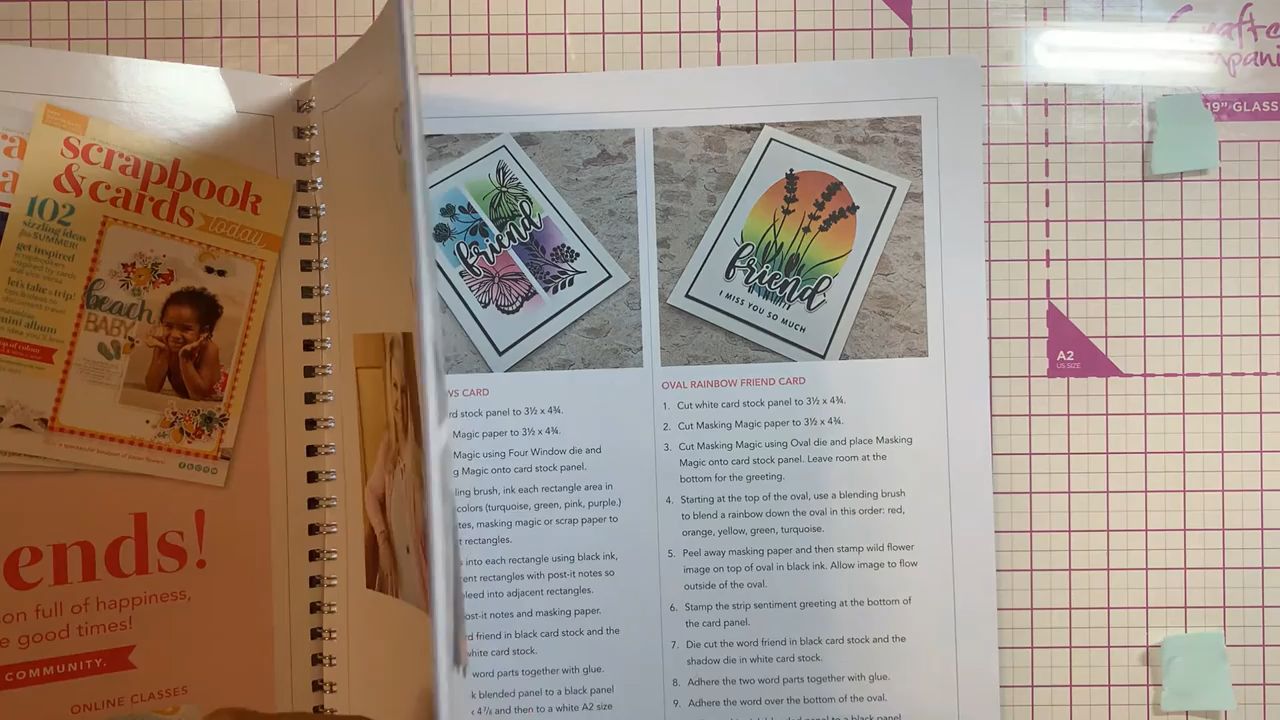 scrapbook
& cards
today
102
sizzling ideas
for SUMMER!
get inspired
let's take a trip!
mini album
beach
BABY
ends!
on full of happiness,
e good times!
COMMUNITY.
ONLINE CLASSES
friend
friend
I MISS YOU SO MUCH
WS CARD
rd stock panel to 3½ x 4¾.
Magic paper to 3½ x 4¾.
Magic using Four Window die and
g Magic onto card stock panel.
ling brush, ink each rectangle area in
colors (turquoise, green, pink, purple.)
tes, masking magic or scrap paper to
t rectangles.
into each rectangle using black ink,
ent rectangles with post-it notes so
leed into adjacent rectangles.
ost-it notes and masking paper.
rd friend in black card stock and the
white card stock.
word parts together with glue.
k blended panel to a black panel
and then to a white A2 size
OVAL RAINBOW FRIEND CARD
1. Cut white card stock panel to 3½ x 4¾.
2. Cut Masking Magic paper to 3½ x 4¾.
3. Cut Masking Magic using Oval die and place Masking
Magic onto card stock panel. Leave room at the
bottom for the greeting.
4. Starting at the top of the oval, use a blending brush
to blend a rainbow down the oval in this order: red,
orange, yellow, green, turquoise.
5. Peel away masking paper and then stamp wild flower
image on top of oval in black ink. Allow image to flow
outside of the oval.
6. Stamp the strip sentiment greeting at the bottom of
the card panel.
7. Die cut the word friend in black card stock and the
shadow die in white card stock.
8. Adhere the two word parts together with glue.
9. Adhere the word over the bottom of the oval.
19" GLASS
A2
US SIZE